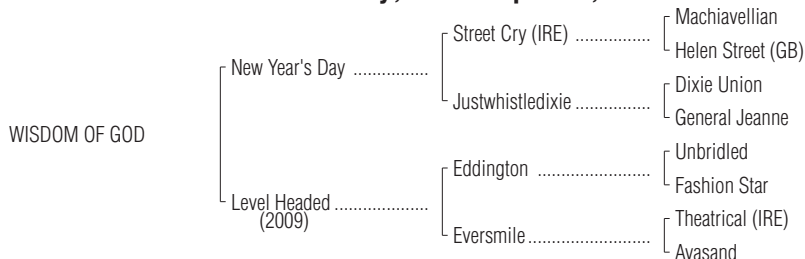 Machiavellian
Street Cry (IRE) ..................
Helen Street (GB)
New Year's Day ..................
Dixie Union
Justwhistledixie ..................
General Jeanne
WISDOM OF GOD
Unbridled
Eddington ..........................
Fashion Star
Level Headed ......................
(2009)
Theatrical (IRE)
Eversmile............................
Avasand